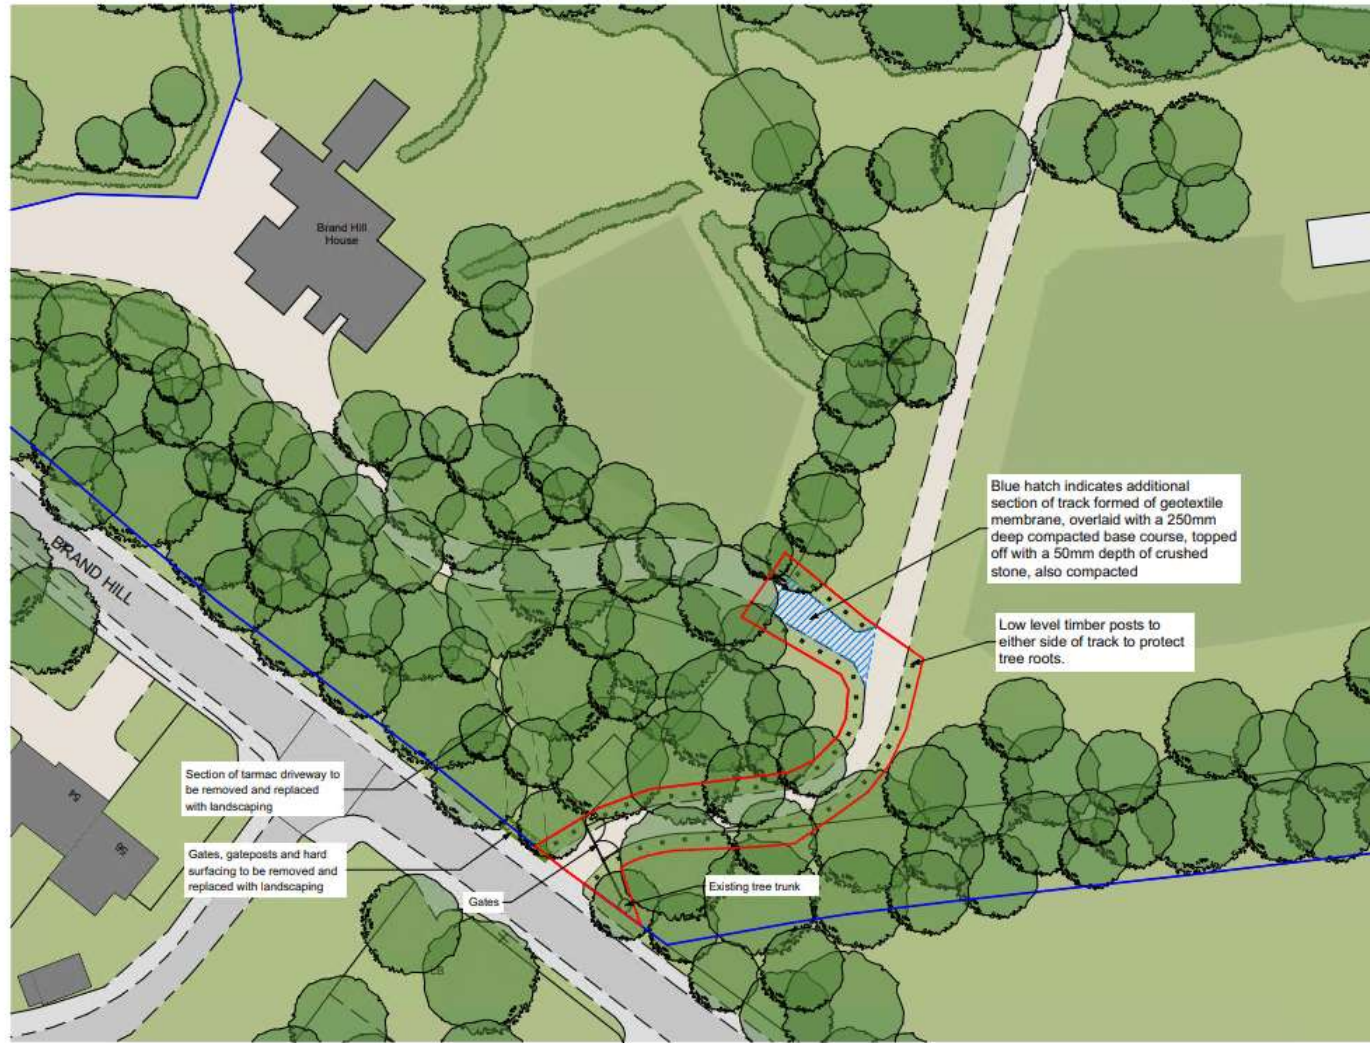 Brand Hill
House
Blue hatch indicates additional
section of track formed of geotextile
membrane, overlaid with a 250mm
deep compacted base course, topped
off with a 50mm depth of crushed
stone, also compacted
BRAND HILL
Low level timber posts to
either side of track to protect
tree roots.
Section of tarmac driveway to
be removed and replaced
with landscaping
54
56
Gates, gateposts and hard
surfacing to be removed and
replaced with landscaping
Existing tree trunk
Gates